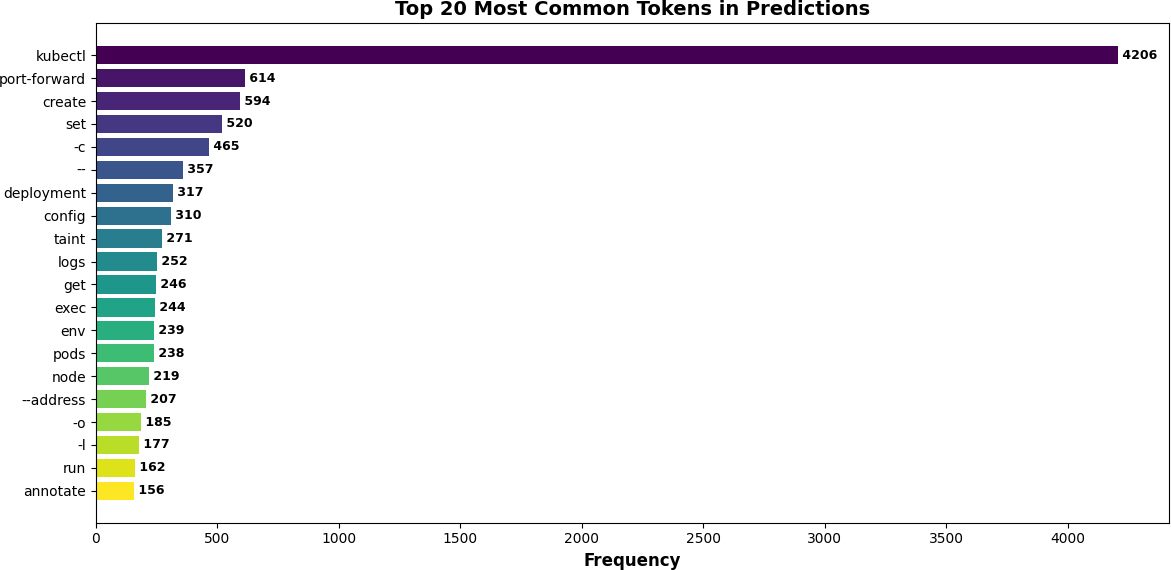 Top 20 Most Common Tokens in Predictions
kubectl 4206
port-forward 614
create 594
set 520
-c 465
-- 357
deployment 317
config 310
taint 271
logs 252
get 246
exec 244
env 239
pods 238
node 219
--address 207
-o 185
-l 177
run 162
annotate 156
0 500 1000 1500 2000 2500 3000 3500 4000
Frequency